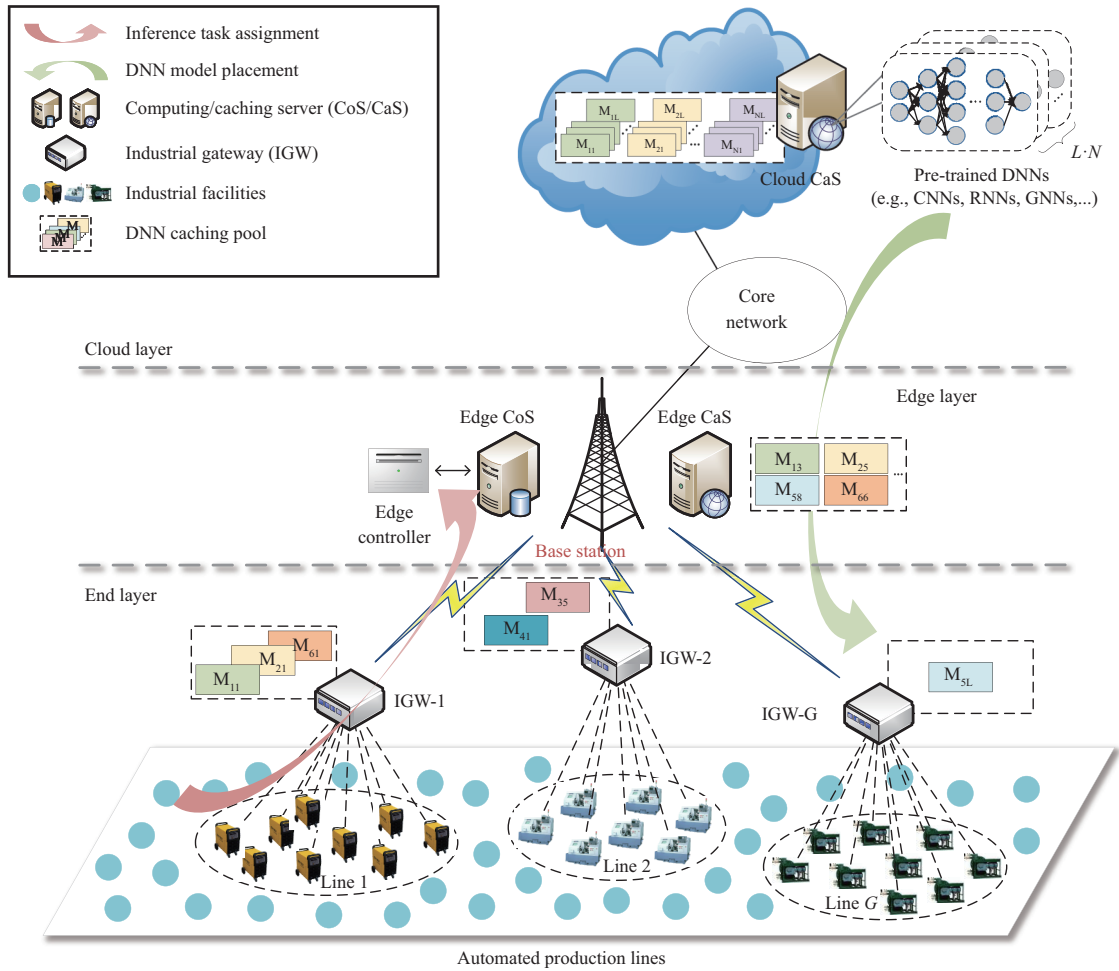 Inference task assignment
DNN model placement
Computing/caching server (CoS/CaS)
Industrial gateway (IGW)
Industrial facilities
DNN caching pool
M M
M1L
M2L
MNL
M11
M21
...
MN1
Cloud CaS
...
L·N
Pre-trained DNNs
(e.g., CNNs, RNNs, GNNs,...)
Core
network
Cloud layer
Edge layer
Edge CoS
Edge CaS
M13
M25
M58
M66
...
Edge
controller
Base station
End layer
M35
M41
M61
M21
M11
IGW-1
IGW-2
IGW-G
M5L
Line 1
Line 2
Line G
Automated production lines